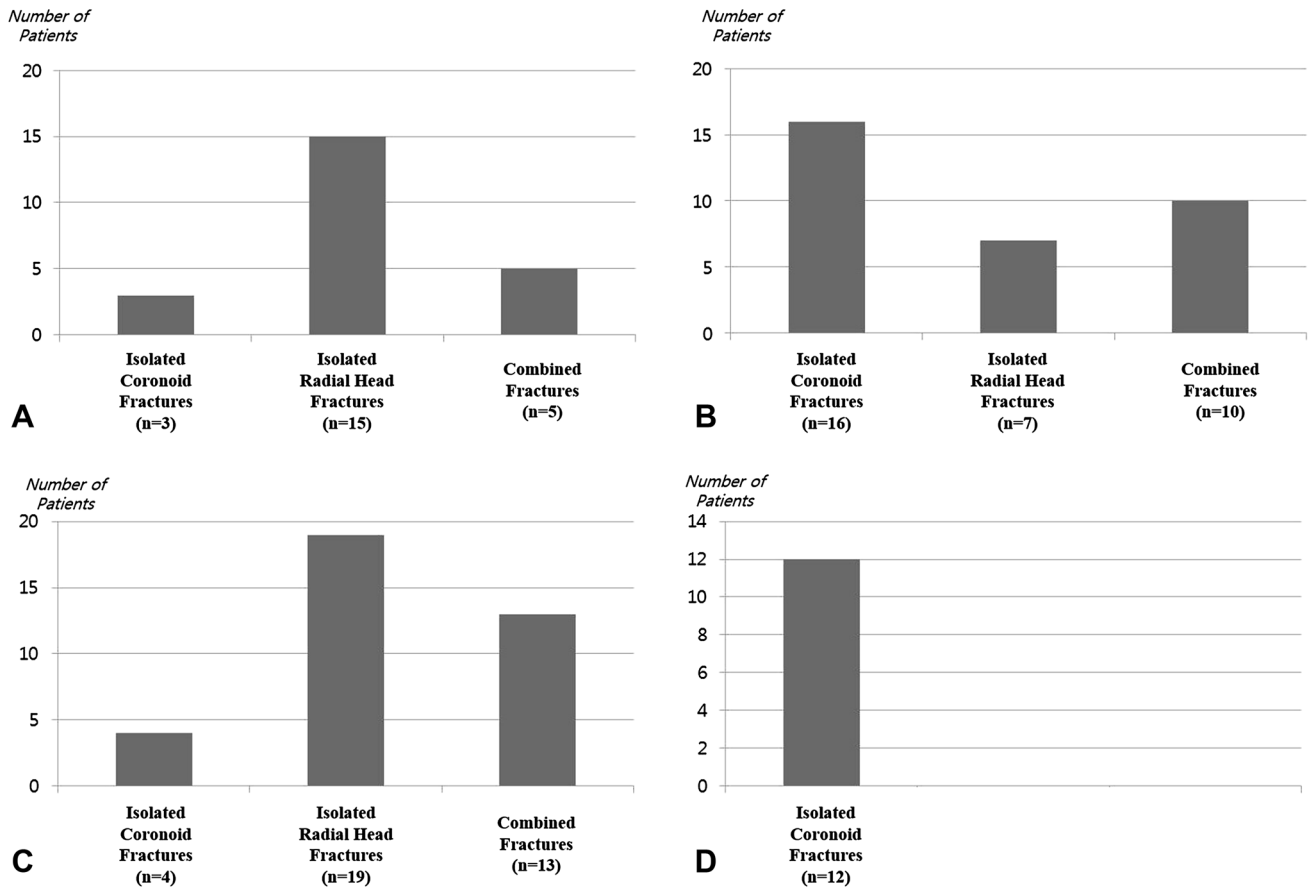 Number of
Patients
20
15
10
5
0
Isolated
Coronoid
Fractures
(n=3)
Isolated
Radial Head
Fractures
(n=15)
Combined
Fractures
(n=5)
A
Number of
Patients
20
15
10
5
0
Isolated
Coronoid
Fractures
(n=16)
Isolated
Radial Head
Fractures
(n=7)
Combined
Fractures
(n=10)
B
Number of
Patients
20
15
10
5
0
Isolated
Coronoid
Fractures
(n=4)
Isolated
Radial Head
Fractures
(n=19)
Combined
Fractures
(n=13)
C
Number of
Patients
14
12
10
8
6
4
2
0
Isolated
Coronoid
Fractures
(n=12)
D